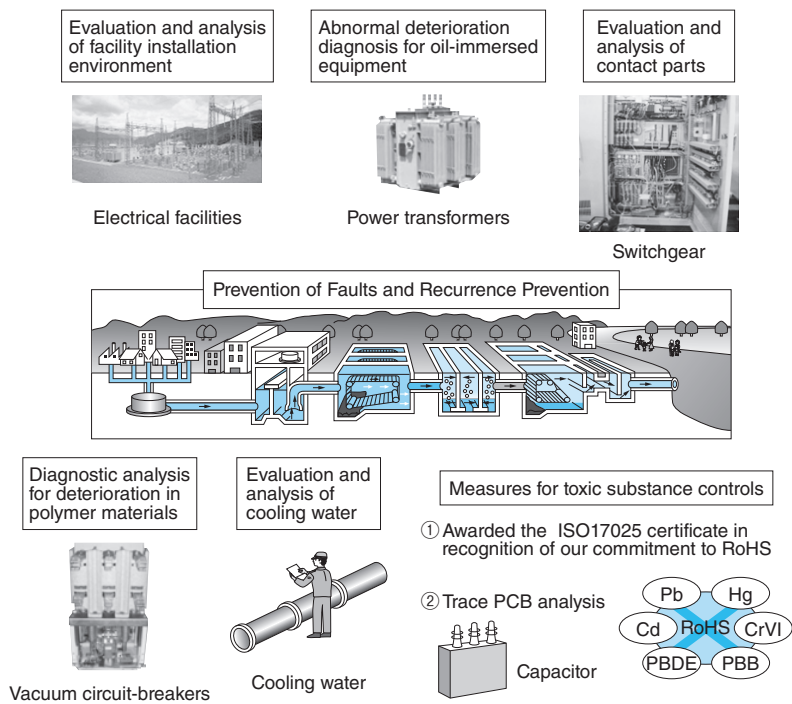 Evaluation and analysis
of facility installation
environment
Abnormal deterioration
diagnosis for oil-immersed
equipment
Evaluation and
analysis of
contact parts
Electrical facilities
Power transformers
Switchgear
Prevention of Faults and Recurrence Prevention
Diagnostic analysis
for deterioration in
polymer materials
Evaluation and
analysis of
cooling water
Measures for toxic substance controls
① Awarded the ISO17025 certificate in
recognition of our commitment to RoHS
② Trace PCB analysis
Pb
Hg
Cd
RoHS
CrVI
PBDE
PBB
Capacitor
Cooling water
Vacuum circuit-breakers